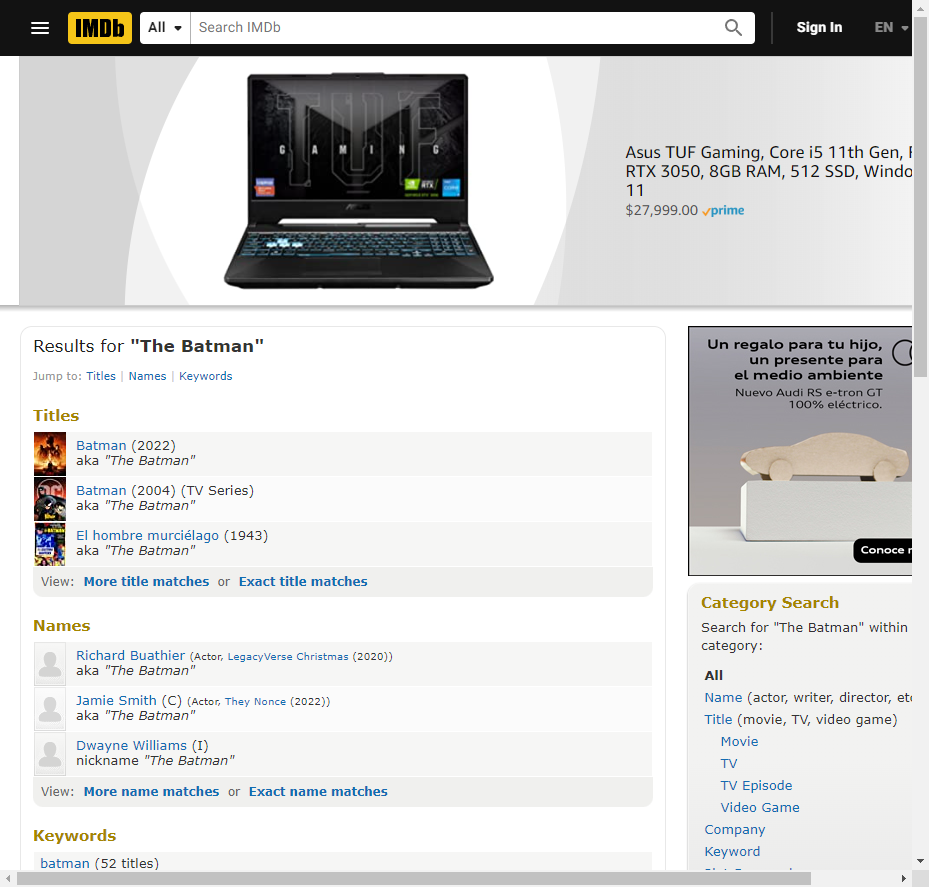 IMDb
All
Search IMDb
Sign In
EN
TUF
GAMING
Asus TUF Gaming, Core i5 11th Gen,
RTX 3050, 8GB RAM, 512 SSD, Windo
11
$27,999.00 prime
Results for "The Batman"
Jump to: Titles | Names | Keywords
Titles
Batman (2022)
aka "The Batman"
Batman (2004) (TV Series)
aka "The Batman"
El hombre murciélago (1943)
aka "The Batman"
View: More title matches or Exact title matches
Names
Richard Buathier (Actor, LegacyVerse Christmas (2020))
aka "The Batman"
Jamie Smith (C) (Actor, They Nonce (2022))
aka "The Batman"
Dwayne Williams (I)
nickname "The Batman"
View: More name matches or Exact name matches
Keywords
batman (52 titles)
Un regalo para tu hijo,
un presente para
el medio ambiente
Nuevo Audi RS e-tron GT
100% eléctrico.
Conoce
Category Search
Search for "The Batman" within
category:
All
Name (actor, writer, director, etc
Title (movie, TV, video game)
Movie
TV
TV Episode
Video Game
Company
Keyword